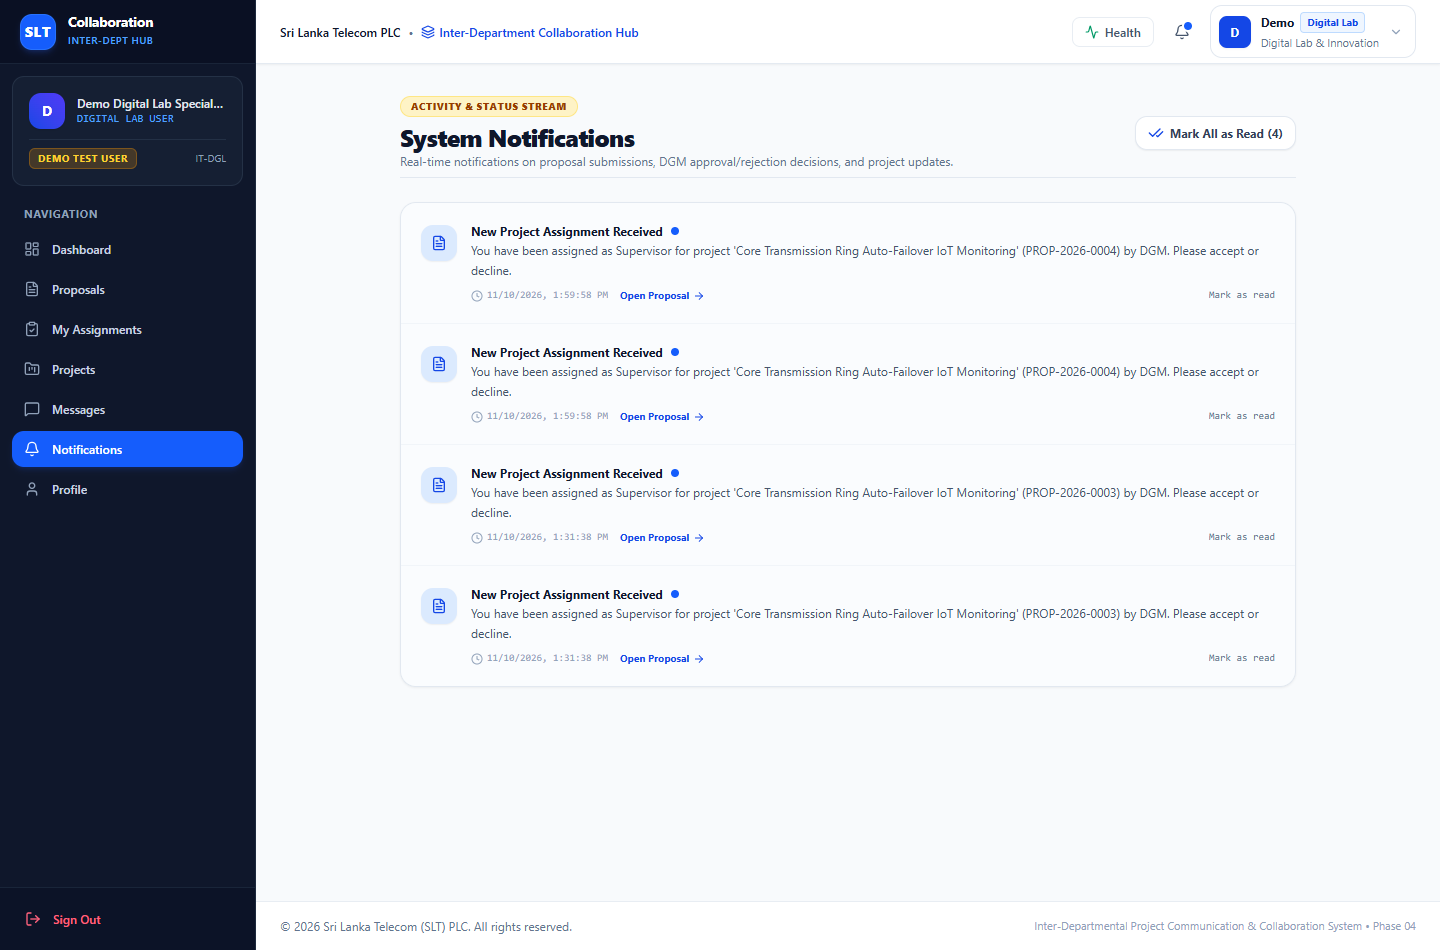 SLT
Collaboration
INTER-DEPT HUB
D
Demo Digital Lab Special...
DIGITAL LAB USER
DEMO TEST USER
IT-DGL
NAVIGATION
Dashboard
Proposals
My Assignments
Projects
Messages
Notifications
Profile
Sign Out
Sri Lanka Telecom PLC • Inter-Department Collaboration Hub
Health
D
Demo Digital Lab
Digital Lab & Innovation
ACTIVITY & STATUS STREAM
System Notifications
Real-time notifications on proposal submissions, DGM approval/rejection decisions, and project updates.
Mark All as Read (4)
New Project Assignment Received
You have been assigned as Supervisor for project 'Core Transmission Ring Auto-Failover IoT Monitoring' (PROP-2026-0004) by DGM. Please accept or
decline.
11/10/2026, 1:59:58 PM Open Proposal → Mark as read
New Project Assignment Received
You have been assigned as Supervisor for project 'Core Transmission Ring Auto-Failover IoT Monitoring' (PROP-2026-0004) by DGM. Please accept or
decline.
11/10/2026, 1:59:58 PM Open Proposal → Mark as read
New Project Assignment Received
You have been assigned as Supervisor for project 'Core Transmission Ring Auto-Failover IoT Monitoring' (PROP-2026-0003) by DGM. Please accept or
decline.
11/10/2026, 1:31:38 PM Open Proposal → Mark as read
New Project Assignment Received
You have been assigned as Supervisor for project 'Core Transmission Ring Auto-Failover IoT Monitoring' (PROP-2026-0003) by DGM. Please accept or
decline.
11/10/2026, 1:31:38 PM Open Proposal → Mark as read
© 2026 Sri Lanka Telecom (SLT) PLC. All rights reserved.
Inter-Departmental Project Communication & Collaboration System • Phase 04